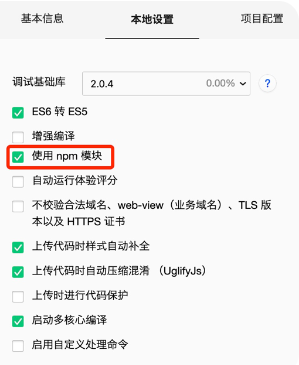 基本信息 本地设置 项目配置
调试基础库 2.0.4 0.00% ?
ES6 转 ES5
增强编译
使用 npm 模块
自动运行体验评分
不校验合法域名、web-view（业务域名）、TLS 版
本以及 HTTPS 证书
上传代码时样式自动补全
上传代码时自动压缩混淆 （UglifyJs）
上传时进行代码保护
启动多核心编译
启用自定义处理命令